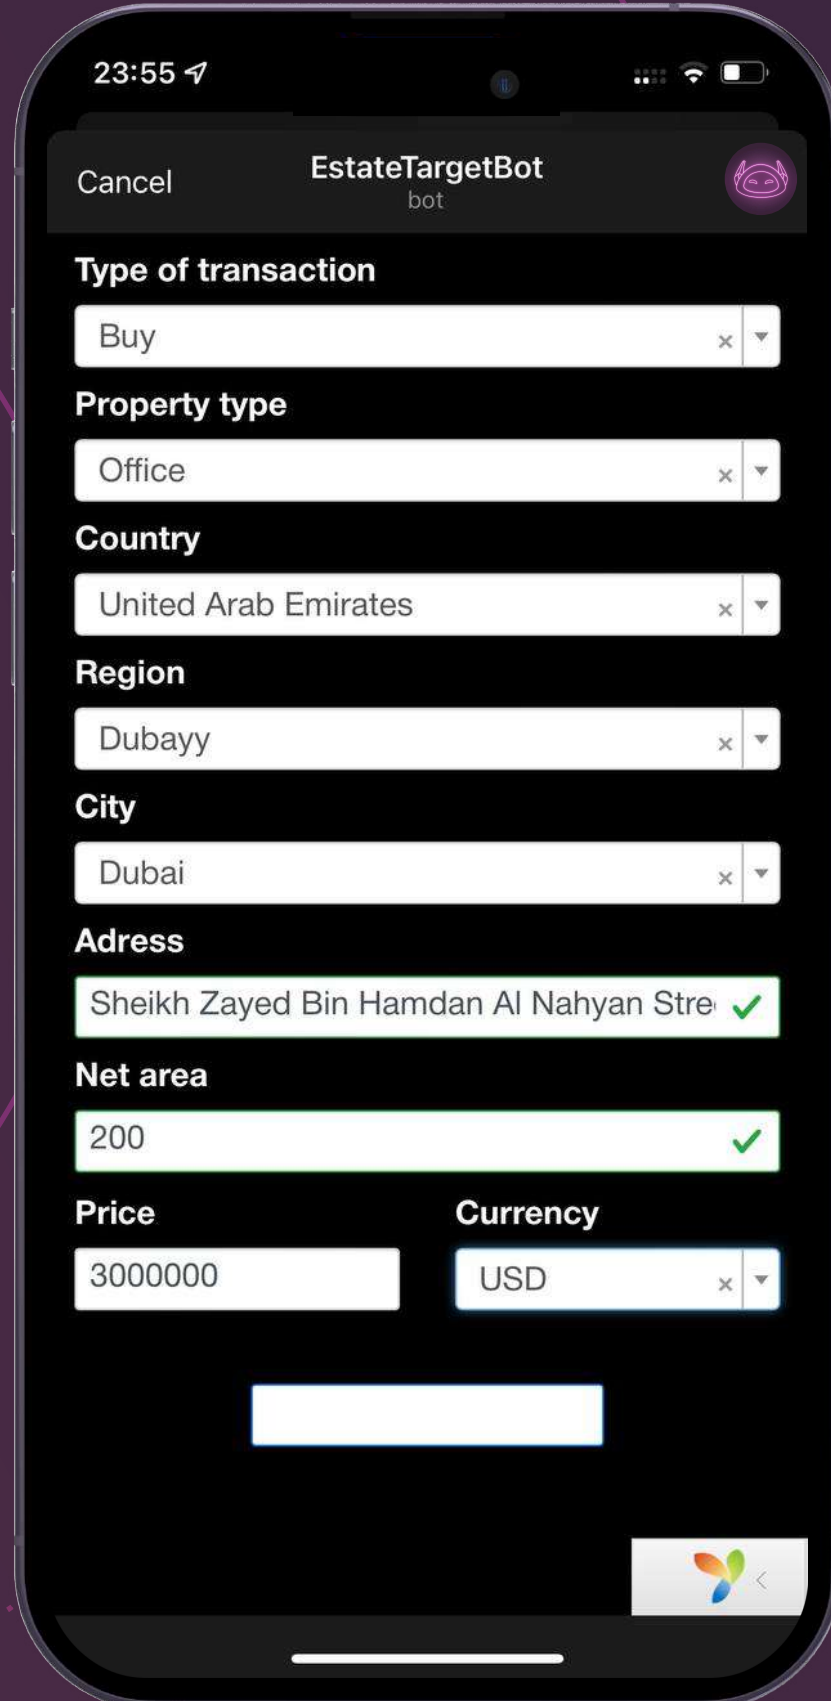 23:55
Cancel
EstateTargetBot
bot
Type of transaction
Buy
Property type
Office
Country
United Arab Emirates
Region
Dubayy
City
Dubai
Adress
Sheikh Zayed Bin Hamdan Al Nahyan Stre
Net area
200
Price Currency
3000000 USD